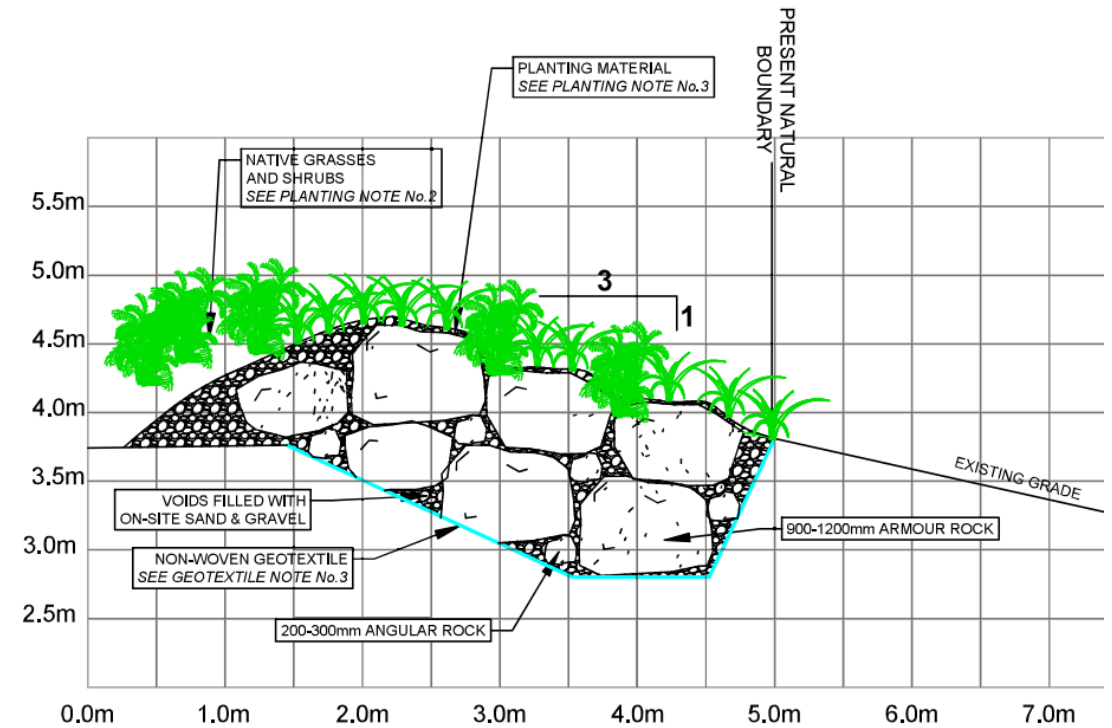 PLANTING MATERIAL
SEE PLANTING NOTE No.3
PRESENT NATURAL
BOUNDARY
NATIVE GRASSES
AND SHRUBS
SEE PLANTING NOTE No.2
5.5m
5.0m
3
1
4.5m
4.0m
3.5m
EXISTING GRADE
VOIDS FILLED WITH
ON-SITE SAND & GRAVEL
900-1200mm ARMOUR ROCK
3.0m
NON-WOVEN GEOTEXTILE
SEE GEOTEXTILE NOTE No.3
2.5m
200-300mm ANGULAR ROCK
0.0m 1.0m 2.0m 3.0m 4.0m 5.0m 6.0m 7.0m